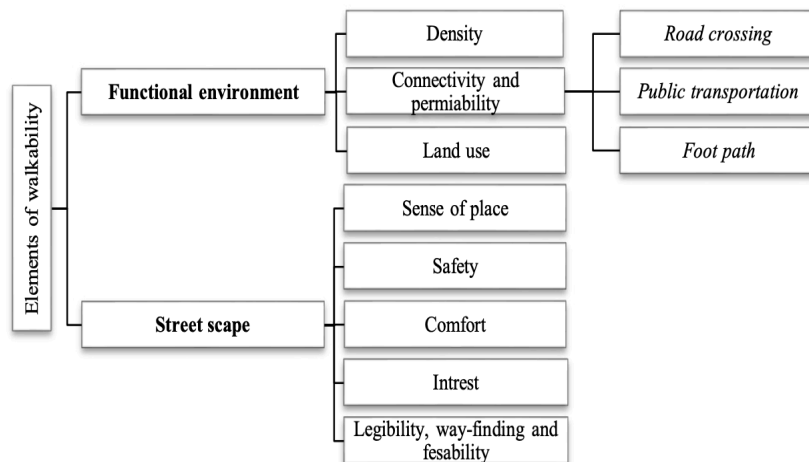 Elements of walkability
Functional environment
Density
Connectivity and
permiability
Road crossing
Public transportation
Foot path
Land use
Street scape
Sense of place
Safety
Comfort
Intrest
Legibility, way-finding and
fesability